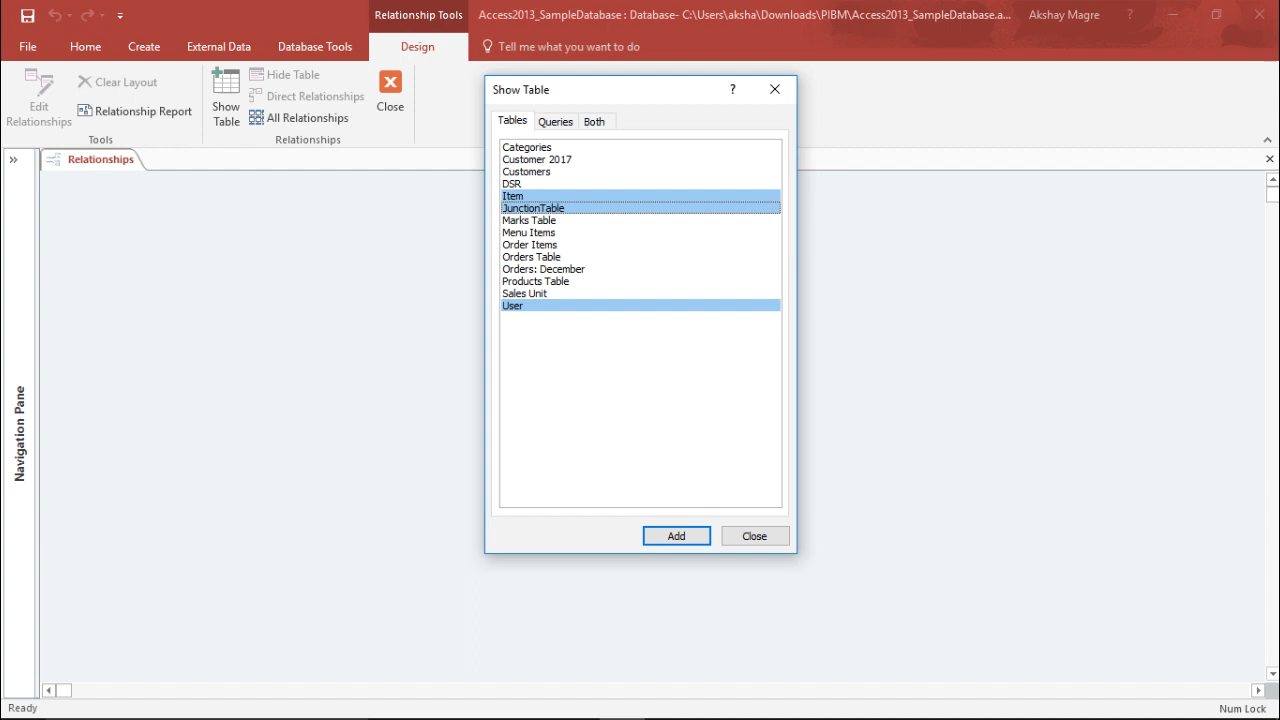 Relationship Tools
Access2013_SampleDatabase : Database- C:\Users\aksha\Downloads\PIBM\Access2013_SampleDatabase.a...
Akshay Magre
?
File
Home
Create
External Data
Database Tools
Design
Tell me what you want to do
Edit
Relationships
Clear Layout
Relationship Report
Tools
Show
Table
Hide Table
Direct Relationships
All Relationships
Relationships
Close
Show Table
?
Tables
Queries
Both
Categories
Customer 2017
Customers
DSR
Item
JunctionTable
Marks Table
Menu Items
Order Items
Orders Table
Orders: December
Products Table
Sales Unit
User
Add
Close
Relationships
Navigation Pane
Ready
Num Lock